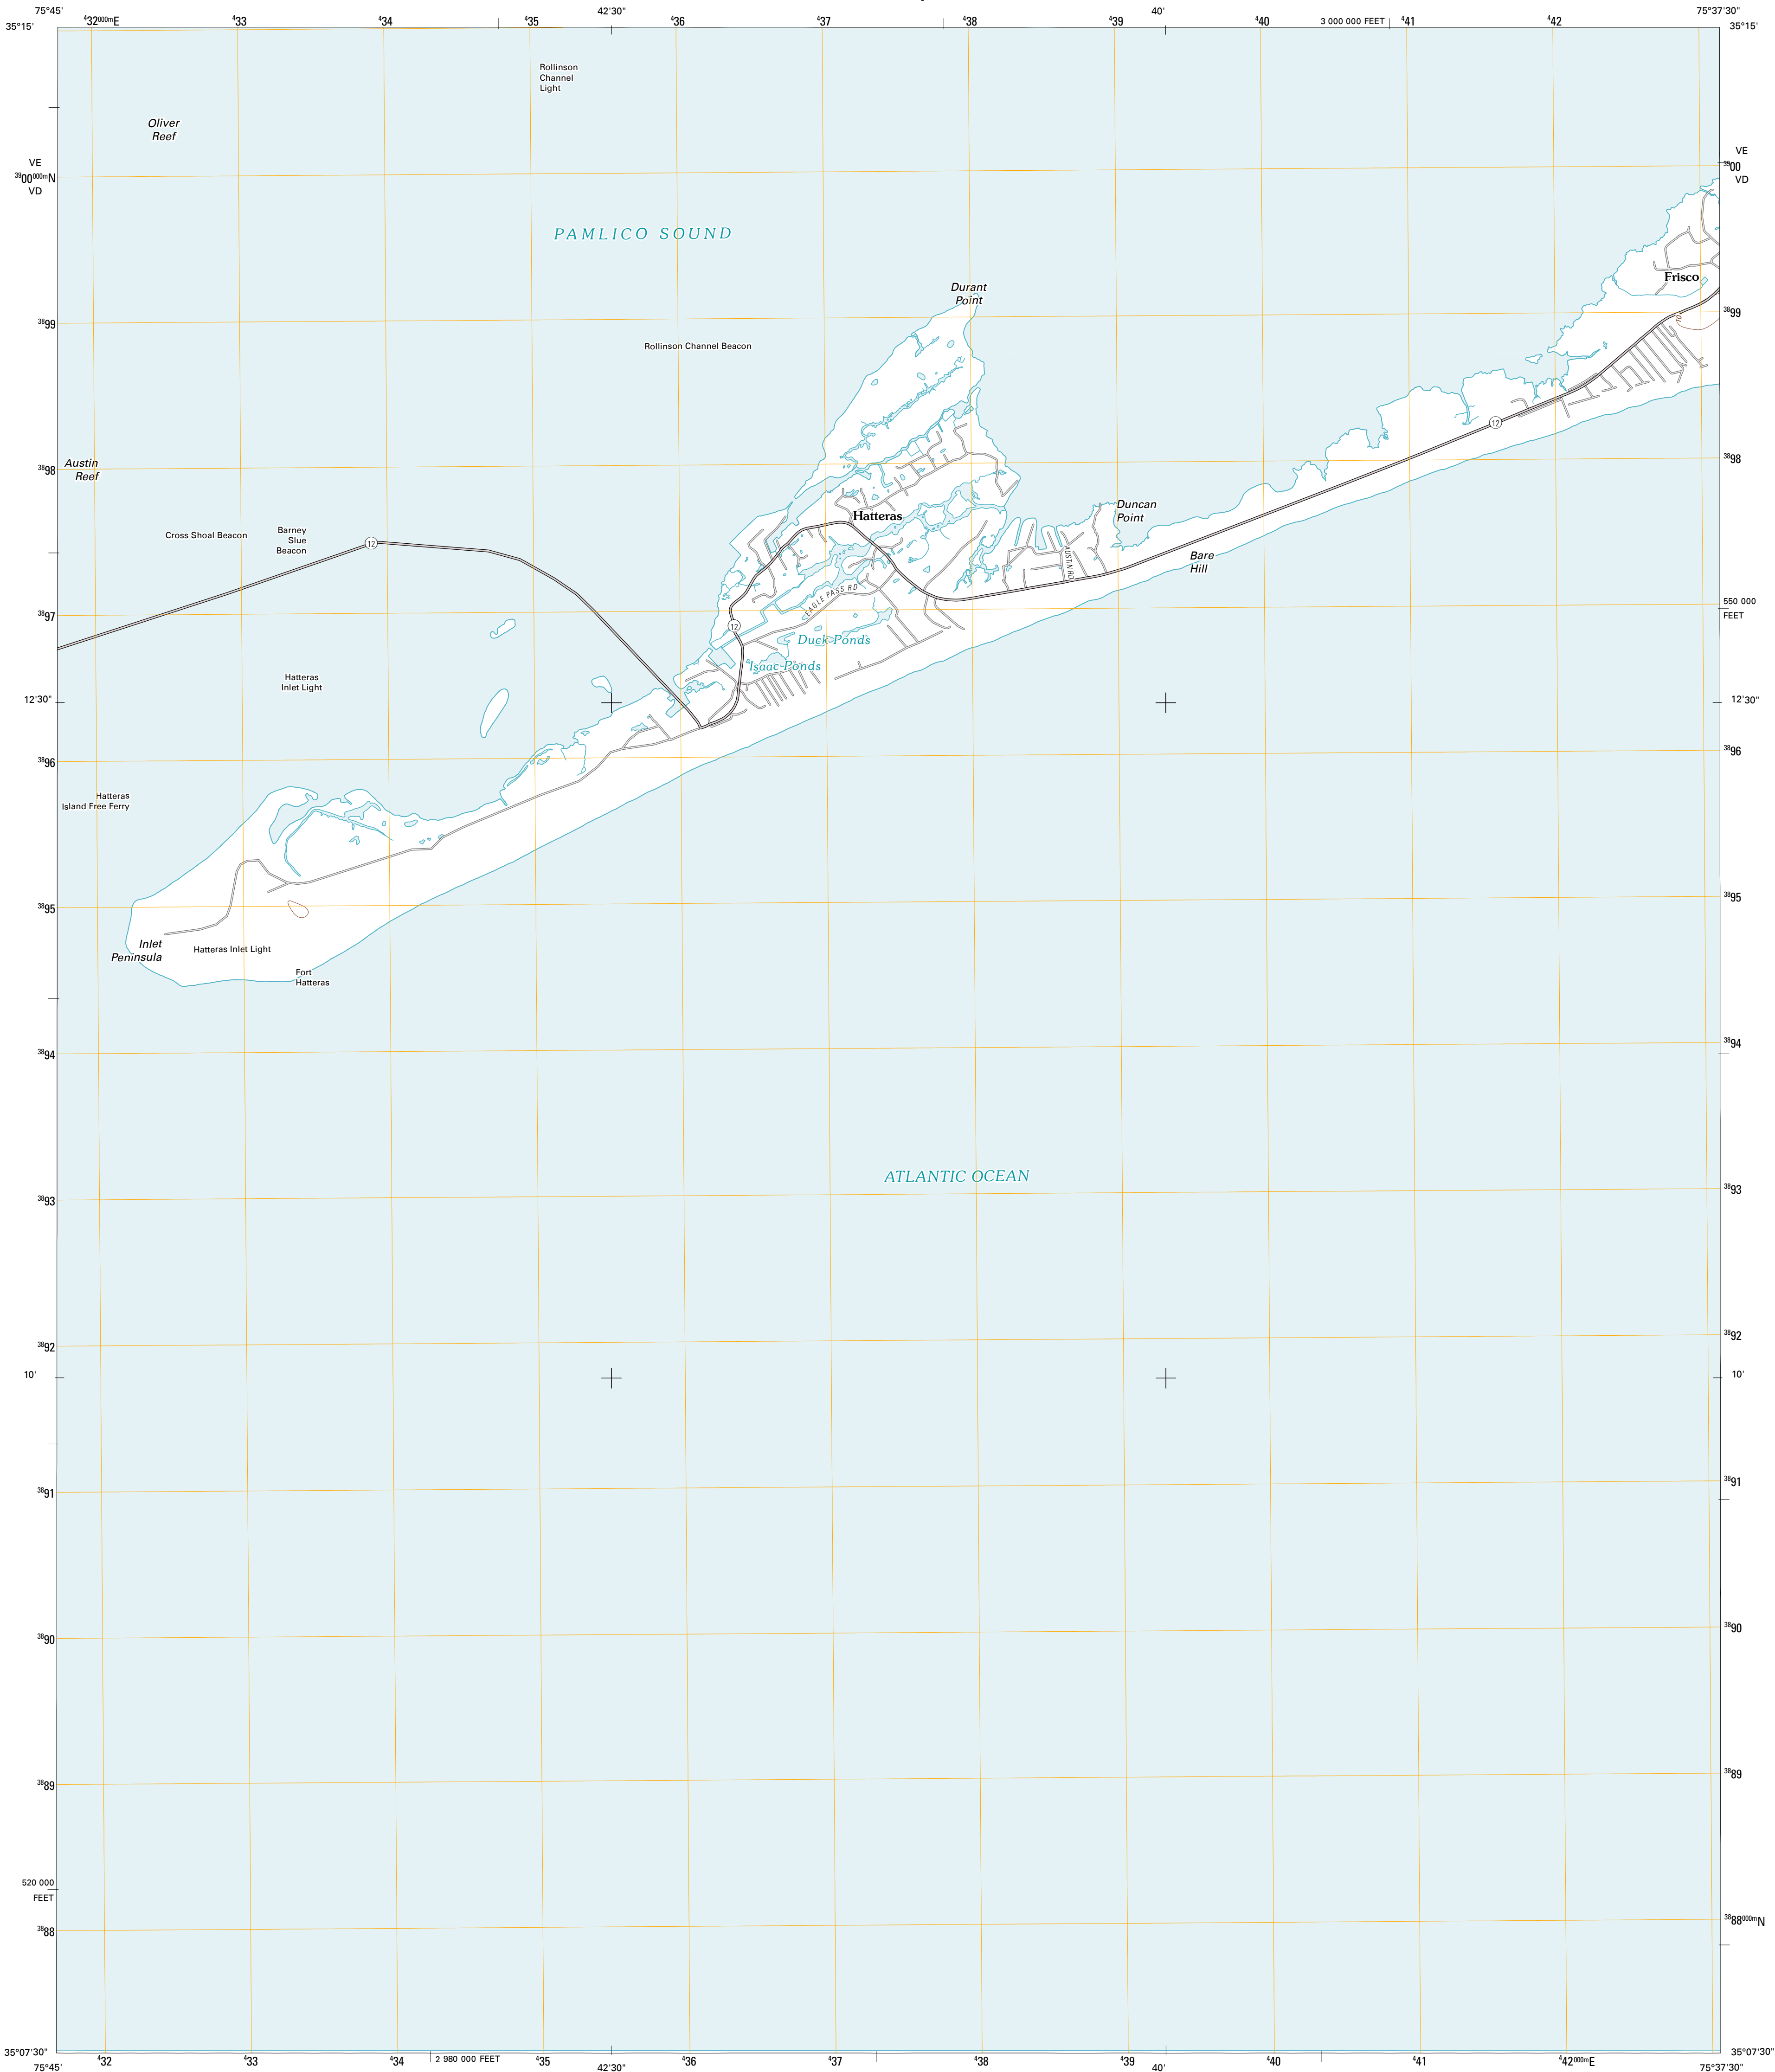 75°45' 42'30" 40' 75°37'30"
⁴32⁰⁰⁰ᵐE ⁴33 ⁴34 ⁴35 ⁴36 ⁴37 ⁴38 ⁴39 ⁴40 3 000 000 FEET ⁴41 ⁴42
35°15' 35°15'
Rollinson
Channel
Light
Oliver
Reef
VE VE
³⁹00⁰⁰⁰ᵐN ³⁹00
VD VD
PAMLICO SOUND
Frisco
Durant
Point
10
³⁸99 ³⁸99
Rollinson Channel Beacon
12
Austin
Reef
³⁸98 ³⁸98
Duncan
Point
Hatteras
Cross Shoal Beacon
Barney
Slue
Beacon
12
AUSTIN RD
Bare
Hill
EAGLE PASS RD
550 000
FEET
³⁸97
12
Duck Ponds
Isaac Ponds
Hatteras
Inlet Light
12'30" 12'30"
³⁸96 ³⁸96
Hatteras
Island Free Ferry
³⁸95 ³⁸95
Inlet
Peninsula
Hatteras Inlet Light
Fort
Hatteras
³⁸94 ³⁸94
ATLANTIC OCEAN
³⁸93 ³⁸93
³⁸92 ³⁸92
10' 10'
³⁸91 ³⁸91
³⁸90 ³⁸90
³⁸89 ³⁸89
520 000
FEET
³⁸88 ³⁸88⁰⁰⁰ᵐN
35°07'30" 35°07'30"
⁴32 ⁴33 ⁴34 2 980 000 FEET ⁴35 ⁴36 ⁴37 ⁴38 ⁴39 ⁴40 ⁴41 ⁴42⁰⁰⁰ᵐE
75°45' 42'30" 40' 75°37'30"